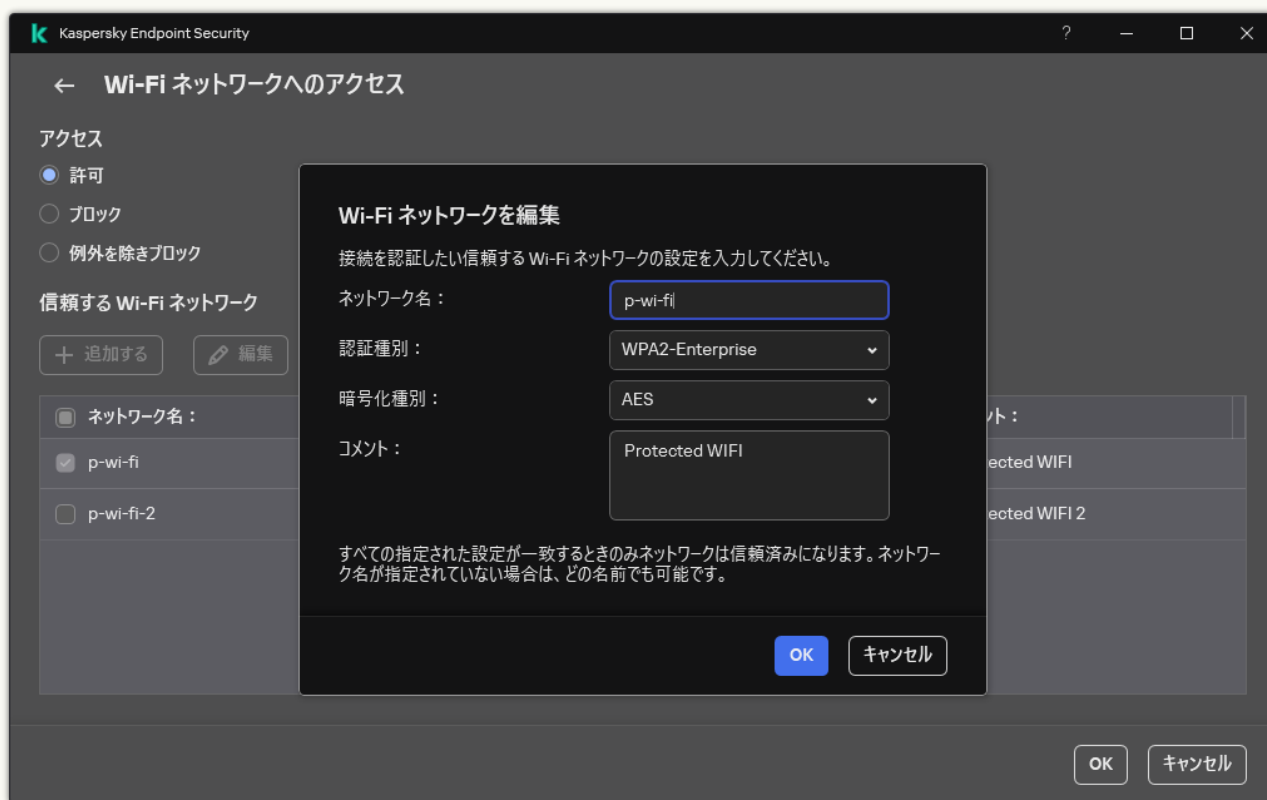 Kaspersky Endpoint Security
Wi-Fi ネットワークへのアクセス
アクセス
許可
ブロック
例外を除きブロック
信頼する Wi-Fi ネットワーク
追加する
編集
ネットワーク名：
ント：
p-wi-fi
ected WIFI
p-wi-fi-2
ected WIFI 2
Wi-Fi ネットワークを編集
接続を認証したい信頼する Wi-Fi ネットワークの設定を入力してください。
ネットワーク名：
p-wi-fi
認証種別：
WPA2-Enterprise
暗号化種別：
AES
コメント：
Protected WIFI
すべての指定された設定が一致するときのみネットワークは信頼済みになります。ネットワー
ク名が指定されていない場合は、どの名前でも可能です。
OK
キャンセル
OK
キャンセル